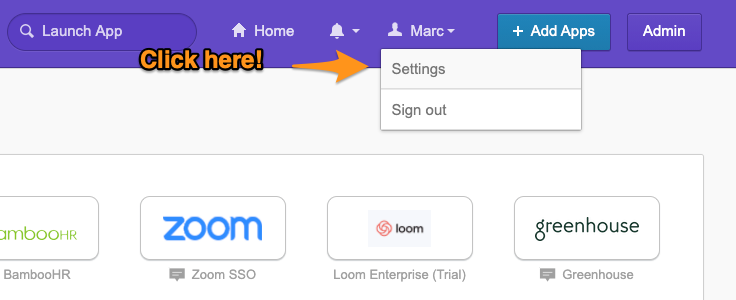 Launch App
Home
Marc
+ Add Apps
Admin
Click here!
Settings
Sign out
ambooHR
zoom
loom
greenhouse
BambooHR
Zoom SSO
Loom Enterprise (Trial)
Greenhouse